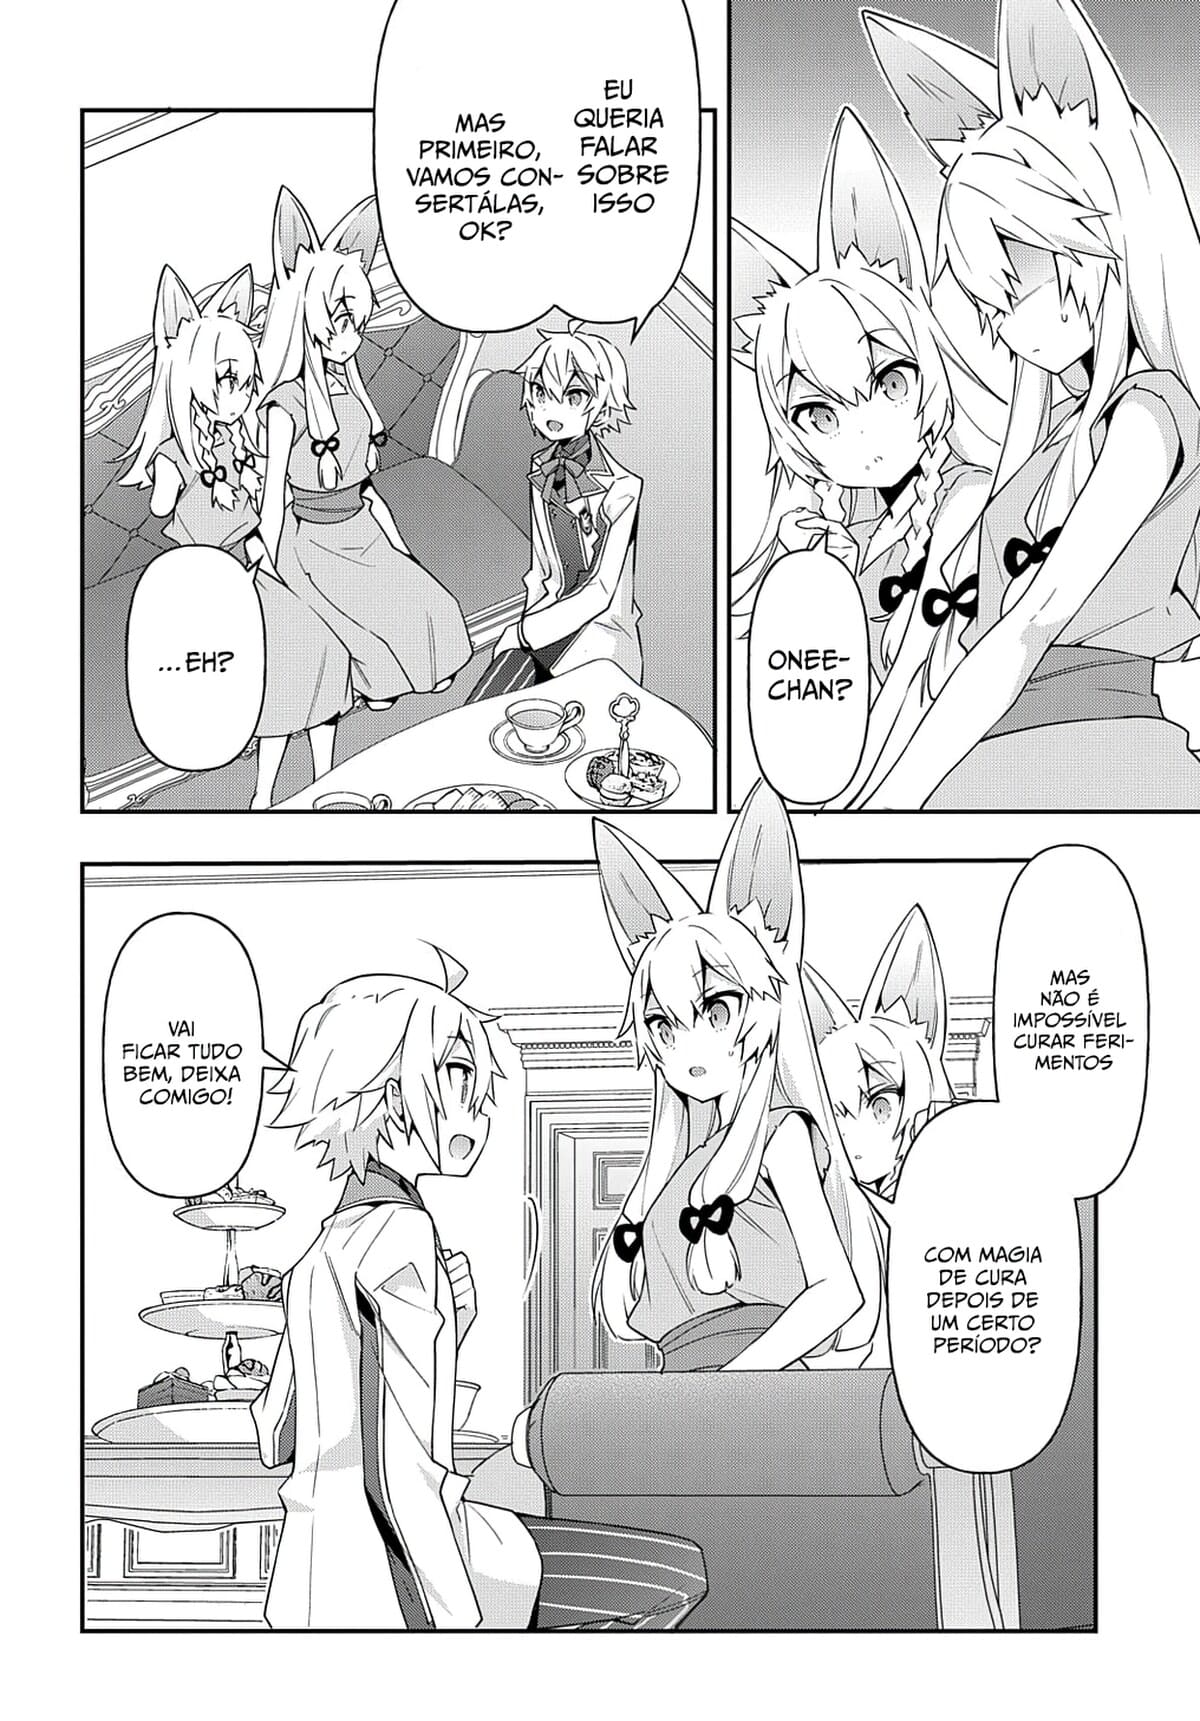 ONEE-
CHAN?
EU
QUERIA
FALAR
SOBRE
ISSO
MAS
PRIMEIRO,
VAMOS CON-
SERTÁLAS,
OK?
...EH?
MAS
NÃO É
IMPOSSÍVEL
CURAR FERI-
MENTOS
COM MAGIA
DE CURA
DEPOIS DE
UM CERTO
PERÍODO?
VAI
FICAR TUDO
BEM, DEIXA
COMIGO!